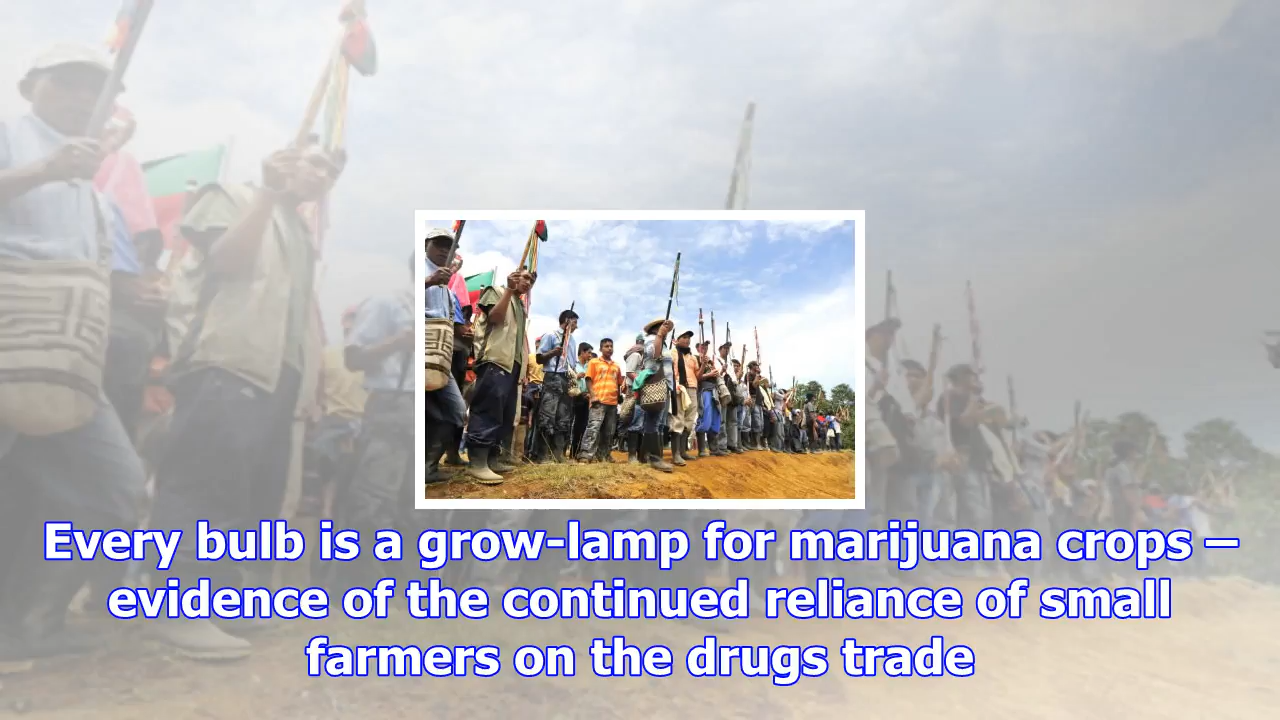 Every bulb is a grow-lamp for marijuana crops –
evidence of the continued reliance of small
farmers on the drugs trade